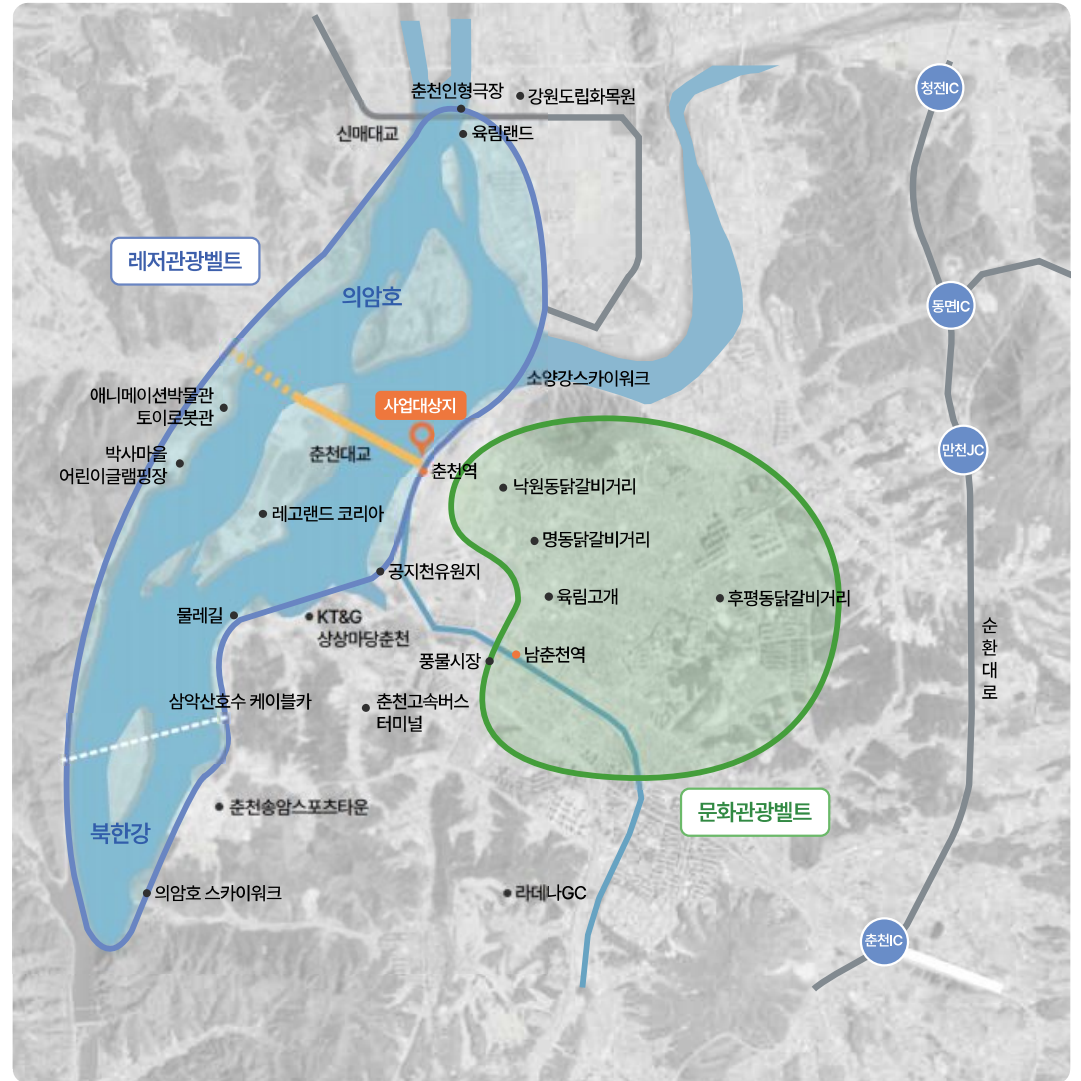 청전IC
춘천인형극장
강원도립화목원
신매대교
육림랜드
레저관광벨트
의암호
동면IC
소양강스카이워크
애니메이션박물관
토이로봇관
사업대상지
박사마을
어린이글램핑장
춘천대교
춘천역
만천JC
낙원동닭갈비거리
레고랜드 코리아
명동닭갈비거리
공지천유원지
육림고개
후평동닭갈비거리
물레길
KT&G
상상마당춘천
순
환
대
로
풍물시장
남춘천역
삼악산호수 케이블카
춘천고속버스
터미널
춘천송암스포츠타운
문화관광벨트
북한강
의암호 스카이워크
라데나GC
춘천IC